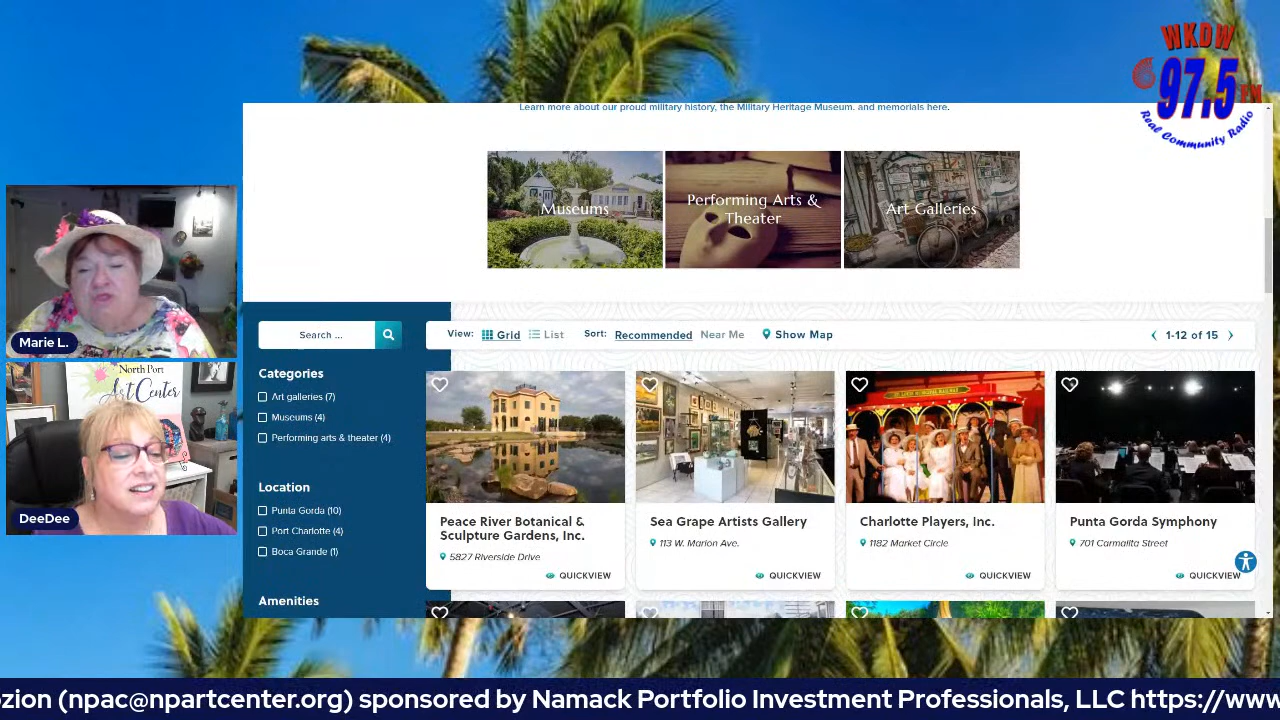 WKDW
97.5 FM
Real Community Radio
Learn more about our proud military history, the Military Heritage Museum, and memorials here.
Museums
Performing Arts &
Theater
Art Galleries
Marie L.
North Port
Art Center
DeeDee
Search ...
View: Grid List Sort: Recommended Near Me Show Map
1-12 of 15
Categories
Art galleries (7)
Museums (4)
Performing arts & theater (4)
Location
Punta Gorda (10)
Port Charlotte (4)
Boca Grande (1)
Amenities
Peace River Botanical &
Sculpture Gardens, Inc.
5827 Riverside Drive
QUICKVIEW
Sea Grape Artists Gallery
113 W. Marion Ave.
QUICKVIEW
Charlotte Players, Inc.
1182 Market Circle
QUICKVIEW
Punta Gorda Symphony
701 Carmalita Street
QUICKVIEW
ozion (npac@npartcenter.org) sponsored by Namack Portfolio Investment Professionals, LLC https://www